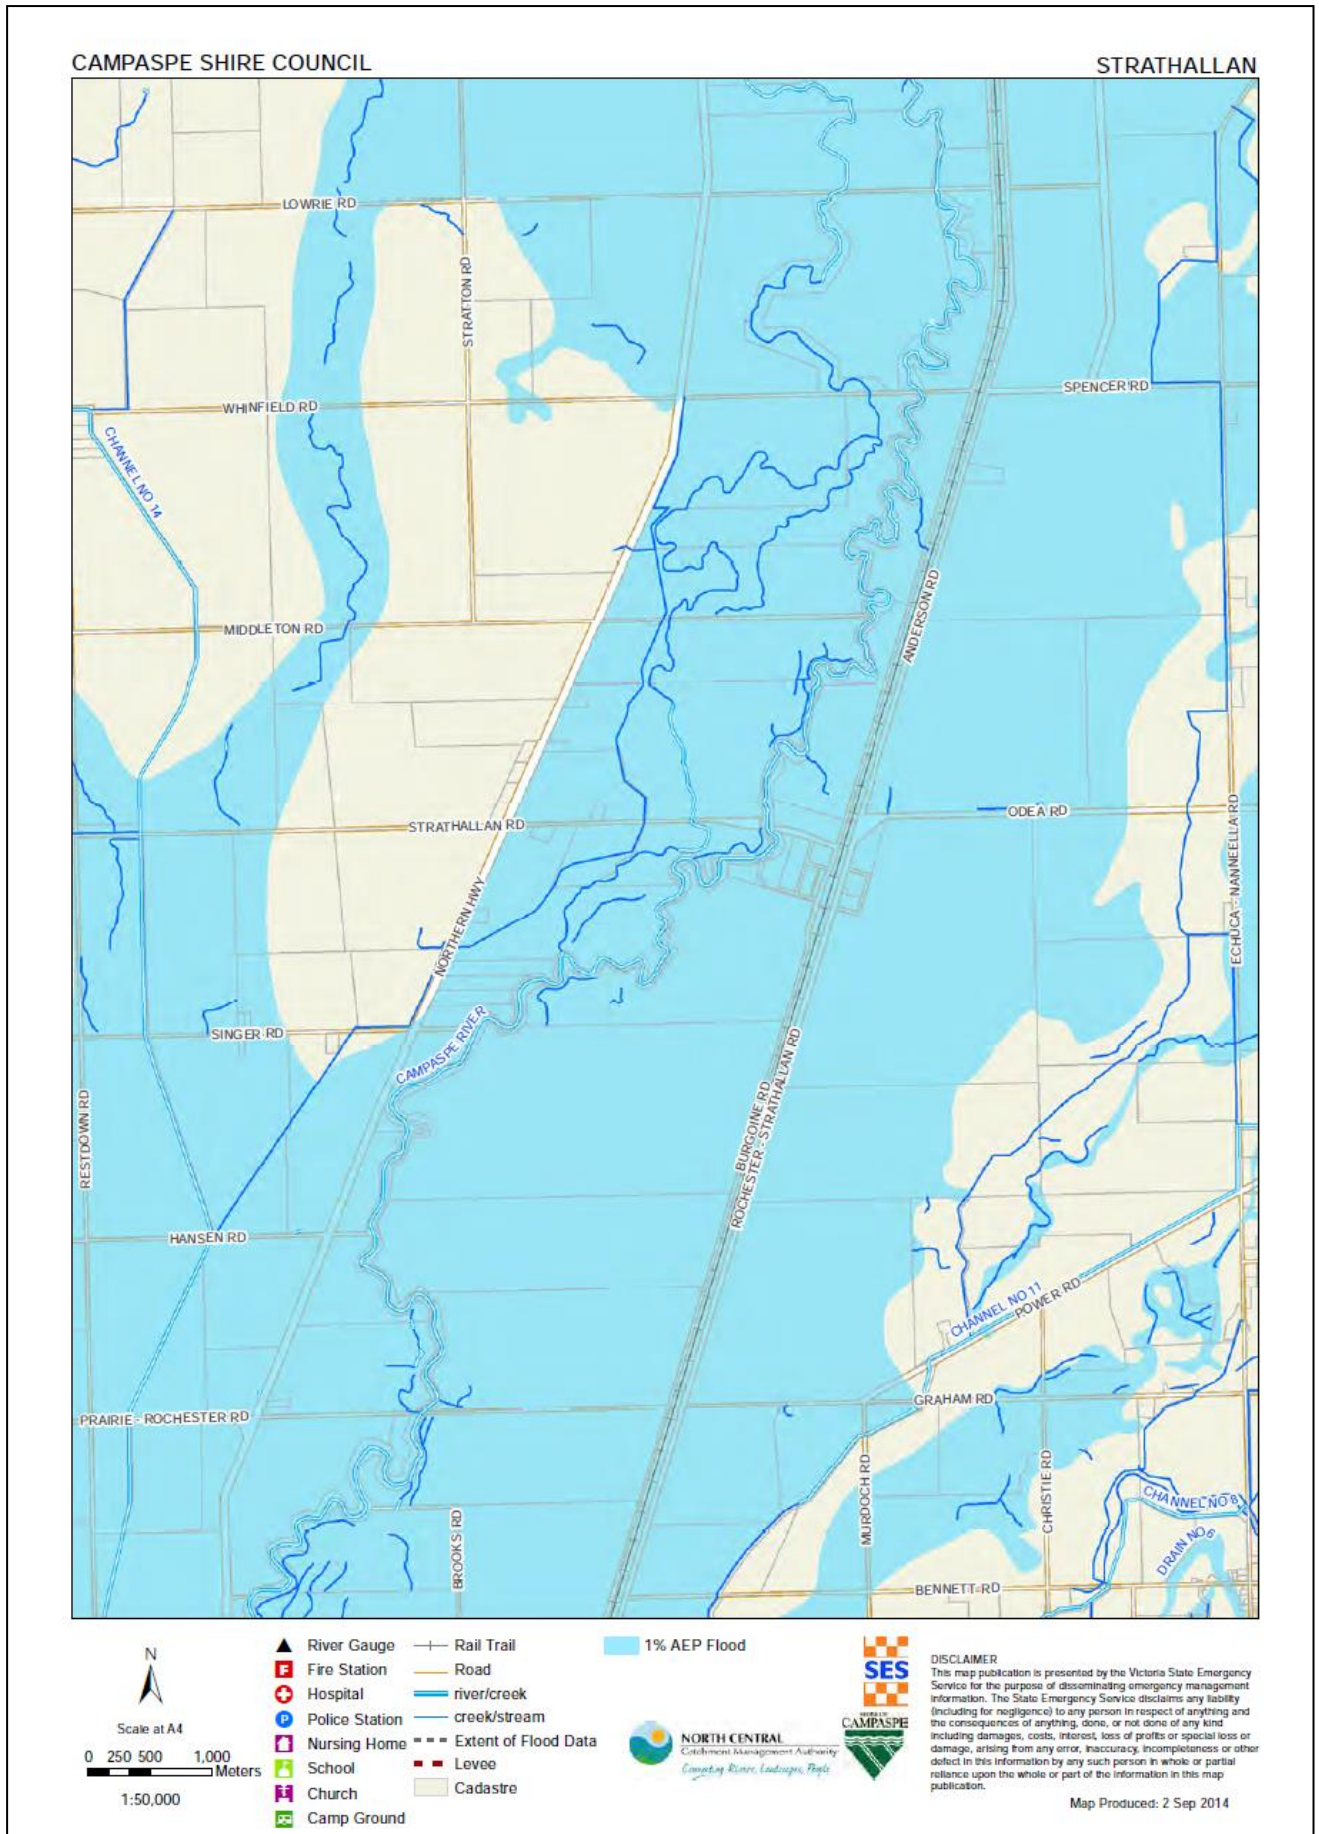 CAMPASPE SHIRE COUNCIL
STRATHALLAN
LOWRIE RD
STRATTON RD
SPENCER RD
WHINFIELD RD
CHANNEL NO 14
ANDERSON RD
MIDDLETON RD
ODEA RD
STRATHALLAN RD
ECHUCA - NANNEELLA RD
NORTHERN HWY
SINGER RD
CAMPASPE RIVER
BURGOINE RD
ROCHESTER - STRATHALLAN RD
RESTDOWN RD
HANSEN RD
CHANNEL NO 11
POWER RD
GRAHAM RD
PRAIRIE - ROCHESTER RD
MURDOCH RD
CHRISTIE RD
CHANNEL NO 8
BROOKS RD
DRAIN NO 6
BENNETT RD
N
Scale at A4
0 250 500 1,000
Meters
1:50,000
River Gauge
F Fire Station
Hospital
P Police Station
Nursing Home
School
Church
Camp Ground
Rail Trail
Road
river/creek
creek/stream
Extent of Flood Data
Levee
Cadastre
1% AEP Flood
NORTH CENTRAL
Catchment Management Authority
Connecting Rivers, Landscapes, People
SES
SHIRE OF
CAMPASPE
DISCLAIMER
This map publication is presented by the Victoria State Emergency
Service for the purpose of disseminating emergency management
information. The State Emergency Service disclaims any liability
(including for negligence) to any person in respect of anything and
the consequences of anything, done, or not done of any kind
including damages, costs, interest, loss of profits or special loss or
damage, arising from any error, inaccuracy, incompleteness or other
defect in this information by any such person in whole or partial
reliance upon the whole or part of the information in this map
publication.
Map Produced: 2 Sep 2014